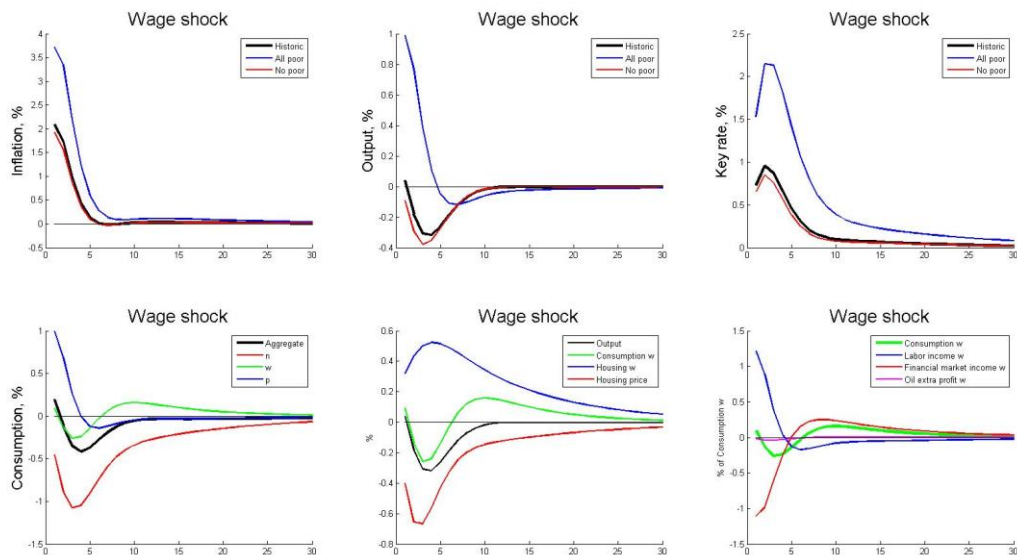 Wage shock
Inflation, %
4
3.5
3
2.5
2
1.5
1
0.5
0
-0.5
0 5 10 15 20 25 30
Historic
All poor
No poor
Wage shock
Output, %
1
0.8
0.6
0.4
0.2
0
-0.2
-0.4
0 5 10 15 20 25 30
Historic
All poor
No poor
Wage shock
Key rate, %
2.5
2
1.5
1
0.5
0
0 5 10 15 20 25 30
Historic
All poor
No poor
Wage shock
Consumption, %
1
0.5
0
-0.5
-1
-1.5
0 5 10 15 20 25 30
Aggregate
n
w
p
Wage shock
%
0.6
0.4
0.2
0
-0.2
-0.4
-0.6
-0.8
0 5 10 15 20 25 30
Output
Consumption w
Housing w
Housing price
Wage shock
% of Consumption w
1.5
1
0.5
0
-0.5
-1
-1.5
0 5 10 15 20 25 30
Consumption w
Labor income w
Financial market income w
Oil extra profit w